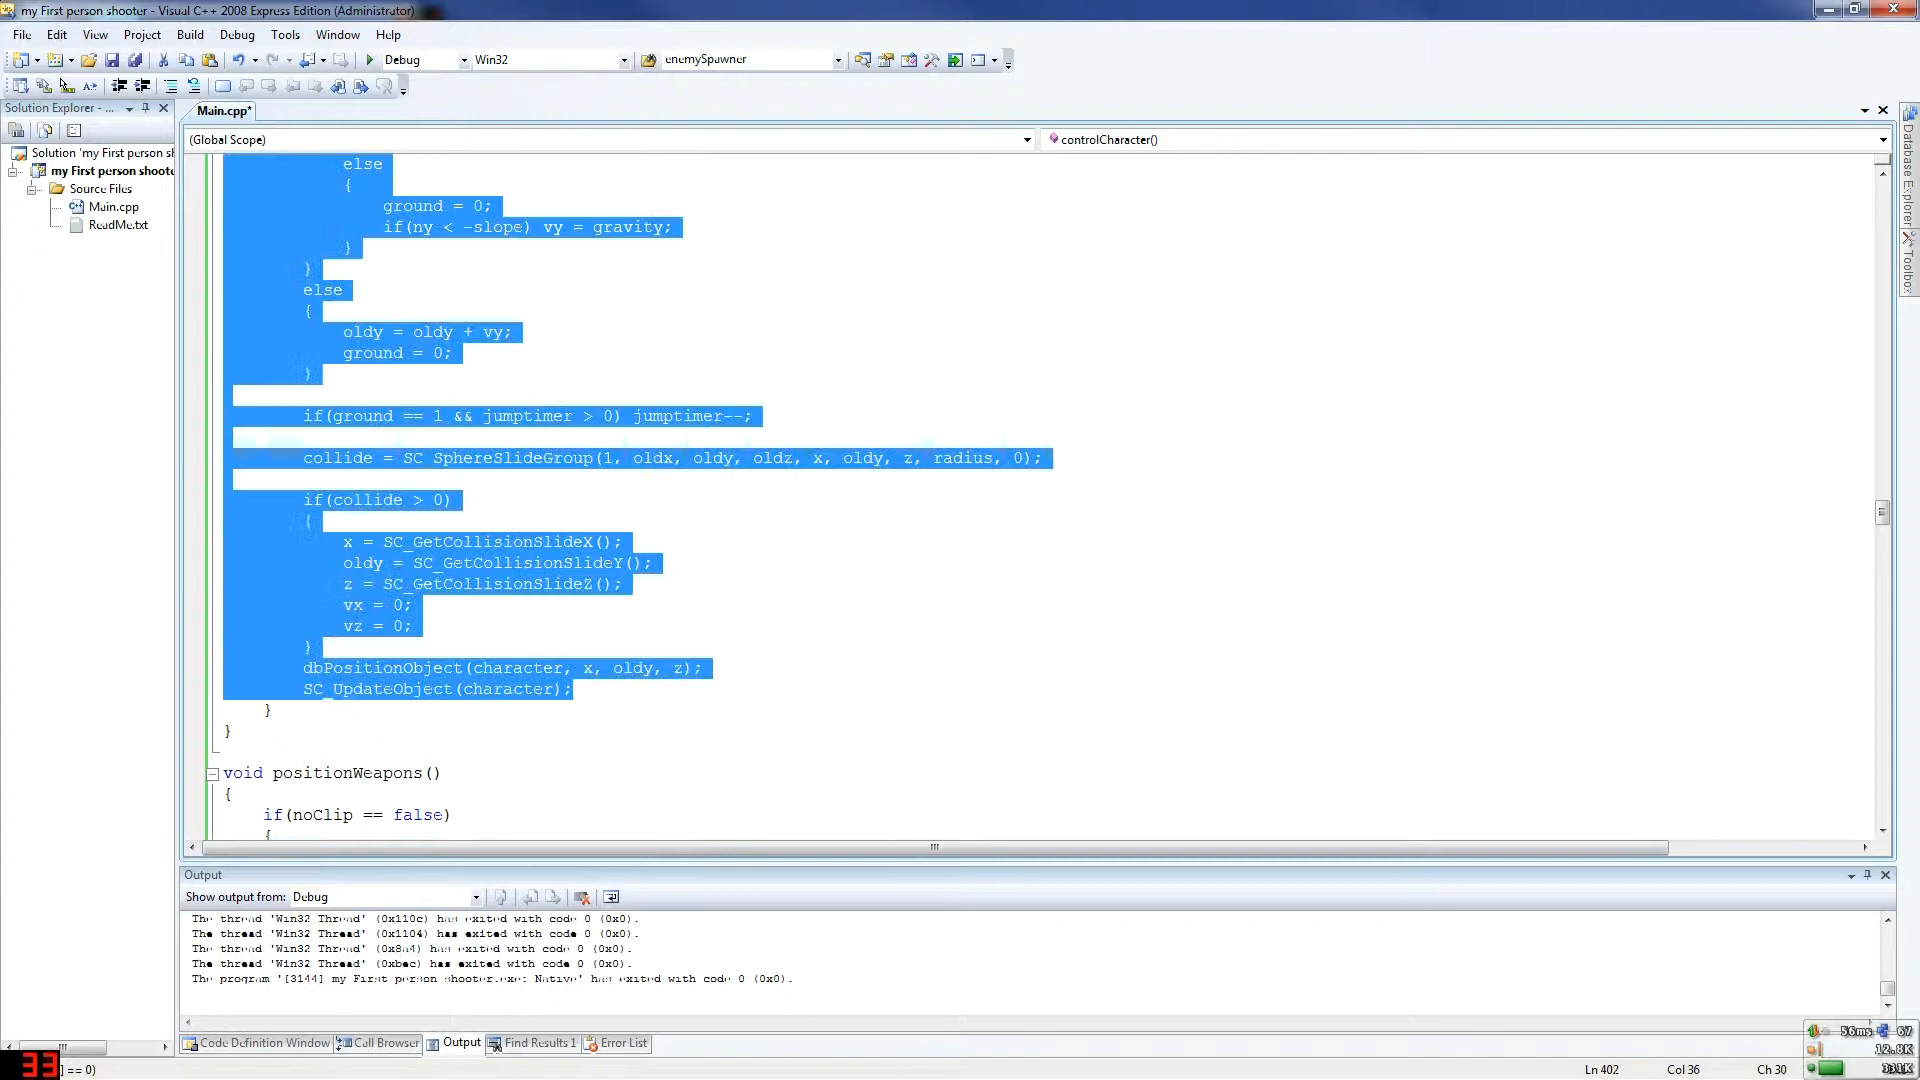 my First person shooter - Visual C++ 2008 Express Edition (Administrator)
File Edit View Project Build Debug Tools Window Help
Debug Win32 enemySpawner
Solution Explorer - ...
Main.cpp*
(Global Scope) controlCharacter()
Solution 'my First person sh
my First person shoote
Source Files
Main.cpp
ReadMe.txt
else
{
ground = 0;
if(ny < -slope) vy = gravity;
}
}
else
{
oldy = oldy + vy;
ground = 0;
}
if(ground == 1 && jumptimer > 0) jumptimer--;
collide = SC_SphereSlideGroup(1, oldx, oldy, oldz, x, oldy, z, radius, 0);
if(collide > 0)
{
x = SC_GetCollisionSlideX();
oldy = SC_GetCollisionSlideY();
z = SC_GetCollisionSlideZ();
vx = 0;
vz = 0;
}
dbPositionObject(character, x, oldy, z);
SC_UpdateObject(character);
}
}
void positionWeapons()
{
if(noClip == false)
{
Database Explorer
Toolbox
Output
Show output from: Debug
The thread 'Win32 Thread' (0x110c) has exited with code 0 (0x0).
The thread 'Win32 Thread' (0x1104) has exited with code 0 (0x0).
The thread 'Win32 Thread' (0x8a4) has exited with code 0 (0x0).
The thread 'Win32 Thread' (0xbec) has exited with code 0 (0x0).
The program '[3144] my First person shooter.exe: Native' has exited with code 0 (0x0).
Code Definition Window Call Browser Output Find Results 1 Error List
33 ] == 0) Ln 402 Col 36 Ch 30
56ms 67
12.8K
331K